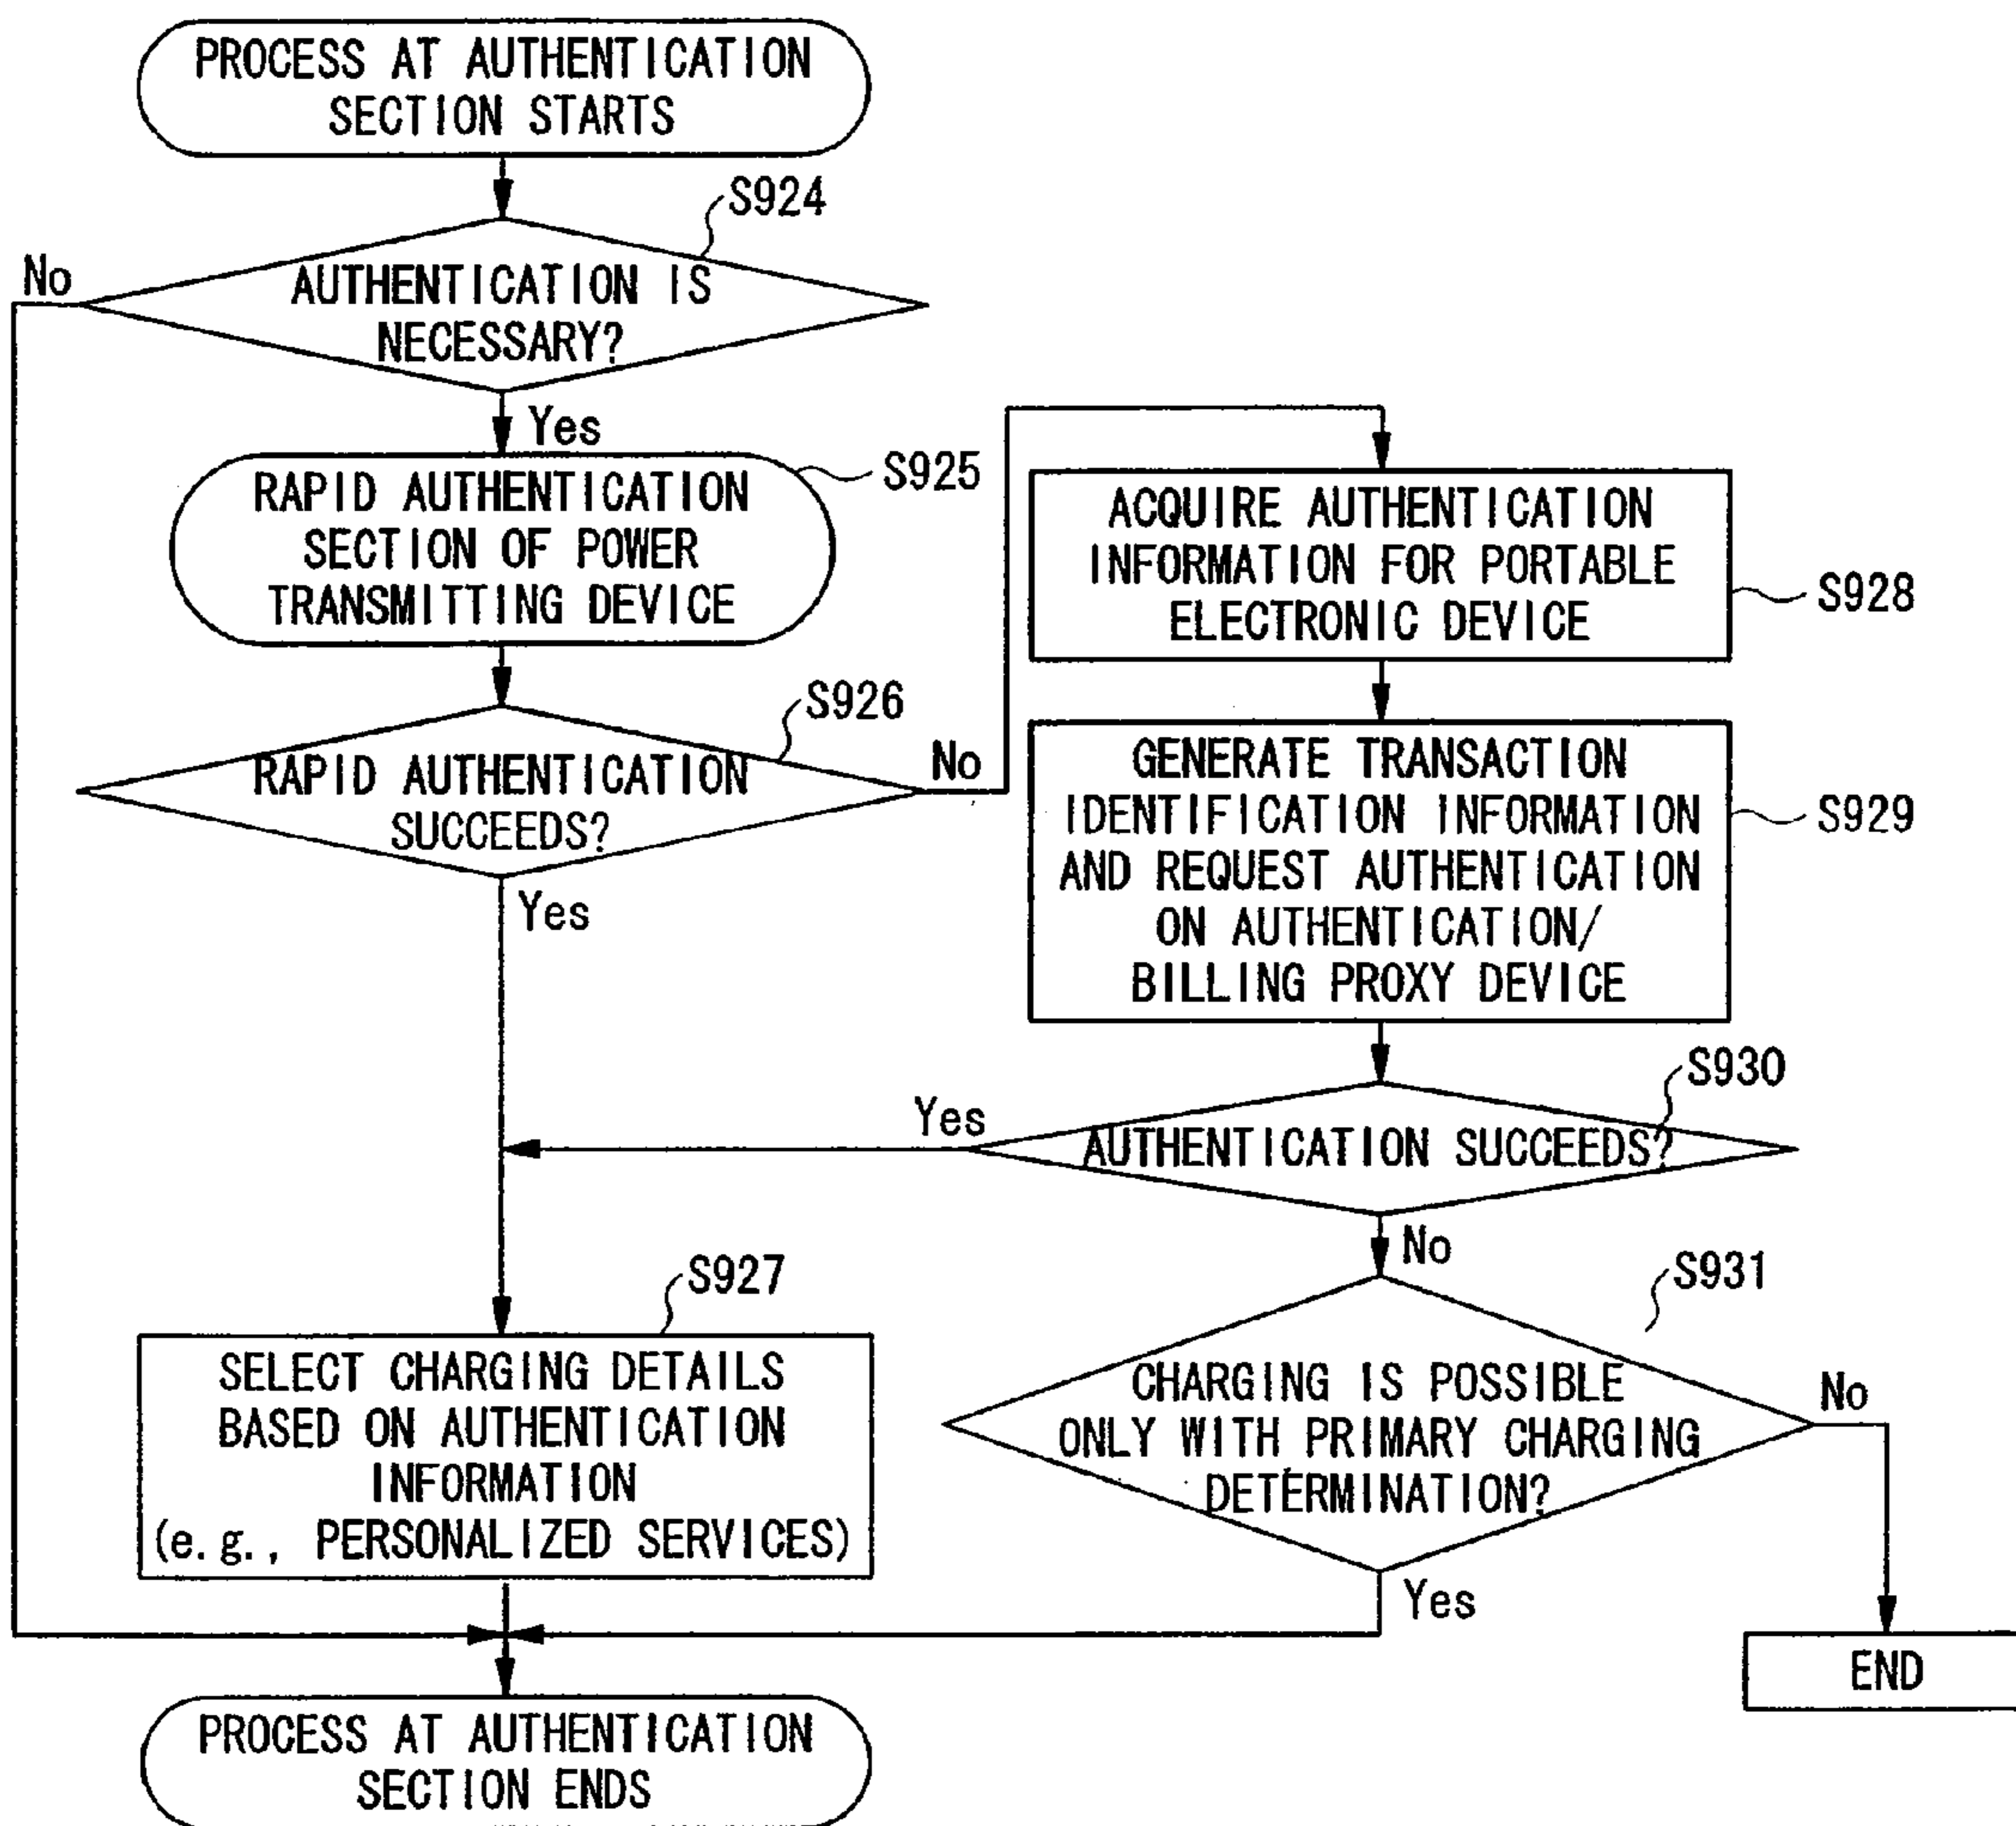 PROCESS AT AUTHENTICATION
SECTION STARTS
S924
No
AUTHENTICATION IS
NECESSARY?
Yes
RAPID AUTHENTICATION
SECTION OF POWER
TRANSMITTING DEVICE
S925
S926
RAPID AUTHENTICATION
SUCCEEDS?
No
Yes
ACQUIRE AUTHENTICATION
INFORMATION FOR PORTABLE
ELECTRONIC DEVICE
S928
GENERATE TRANSACTION
IDENTIFICATION INFORMATION
AND REQUEST AUTHENTICATION
ON AUTHENTICATION/
BILLING PROXY DEVICE
S929
S930
Yes
AUTHENTICATION SUCCEEDS?
No
S931
CHARGING IS POSSIBLE
ONLY WITH PRIMARY CHARGING
DETERMINATION?
No
Yes
END
S927
SELECT CHARGING DETAILS
BASED ON AUTHENTICATION
INFORMATION
(e.g., PERSONALIZED SERVICES)
PROCESS AT AUTHENTICATION
SECTION ENDS